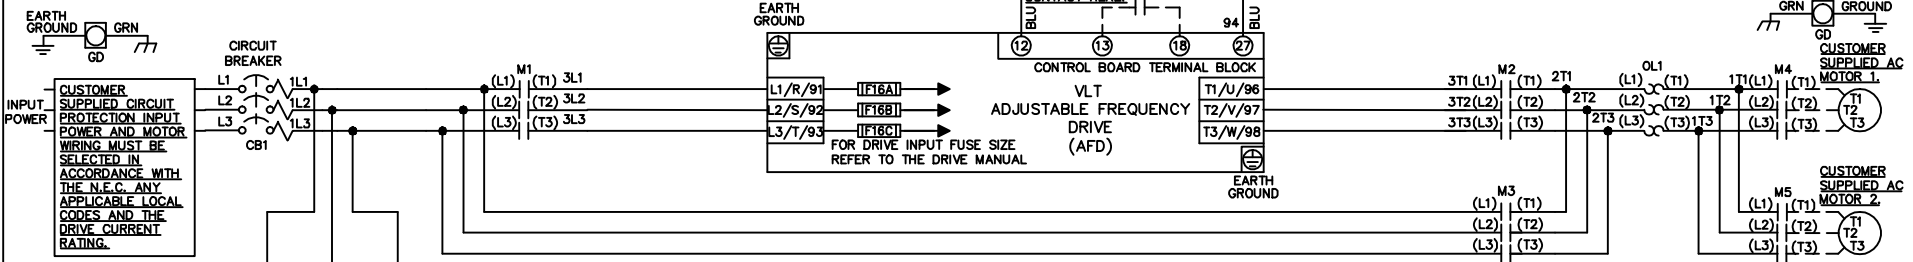 EARTH
GROUND
GRN
GD
CIRCUIT
BREAKER
CB1
INPUT
POWER
CUSTOMER
SUPPLIED CIRCUIT
PROTECTION INPUT
POWER AND MOTOR
WIRING MUST BE
SELECTED IN
ACCORDANCE WITH
THE N.E.C. ANY
APPLICABLE LOCAL
CODES AND THE
DRIVE CURRENT
RATING.
L1
1L1
L2
1L2
L3
1L3
M1
(L1) (T1) 3L1
(L2) (T2) 3L2
(L3) (T3) 3L3
EARTH
GROUND
BLU
94
BLU
12
13
18
27
CONTROL BOARD TERMINAL BLOCK
L1/R/91
L2/S/92
L3/T/93
IF16A
IF16B
IF16C
FOR DRIVE INPUT FUSE SIZE
REFER TO THE DRIVE MANUAL
VLT
ADJUSTABLE FREQUENCY
DRIVE
(AFD)
T1/U/96
T2/V/97
T3/W/98
EARTH
GROUND
M2
3T1 (L1) (T1) 2T1
3T2 (L2) (T2) 2T2
3T3 (L3) (T3) 2T3
M3
(L1) (T1)
(L2) (T2)
(L3) (T3)
OL1
(L1) (T1) 1T1
(L2) (T2) 1T2
(L3) (T3) 1T3
GRN
GROUND
GD
M4
(L1) (T1)
(L2) (T2)
(L3) (T3)
CUSTOMER
SUPPLIED AC
MOTOR 1.
T1
T2
T3
M5
(L1) (T1)
(L2) (T2)
(L3) (T3)
CUSTOMER
SUPPLIED AC
MOTOR 2.
T1
T2
T3